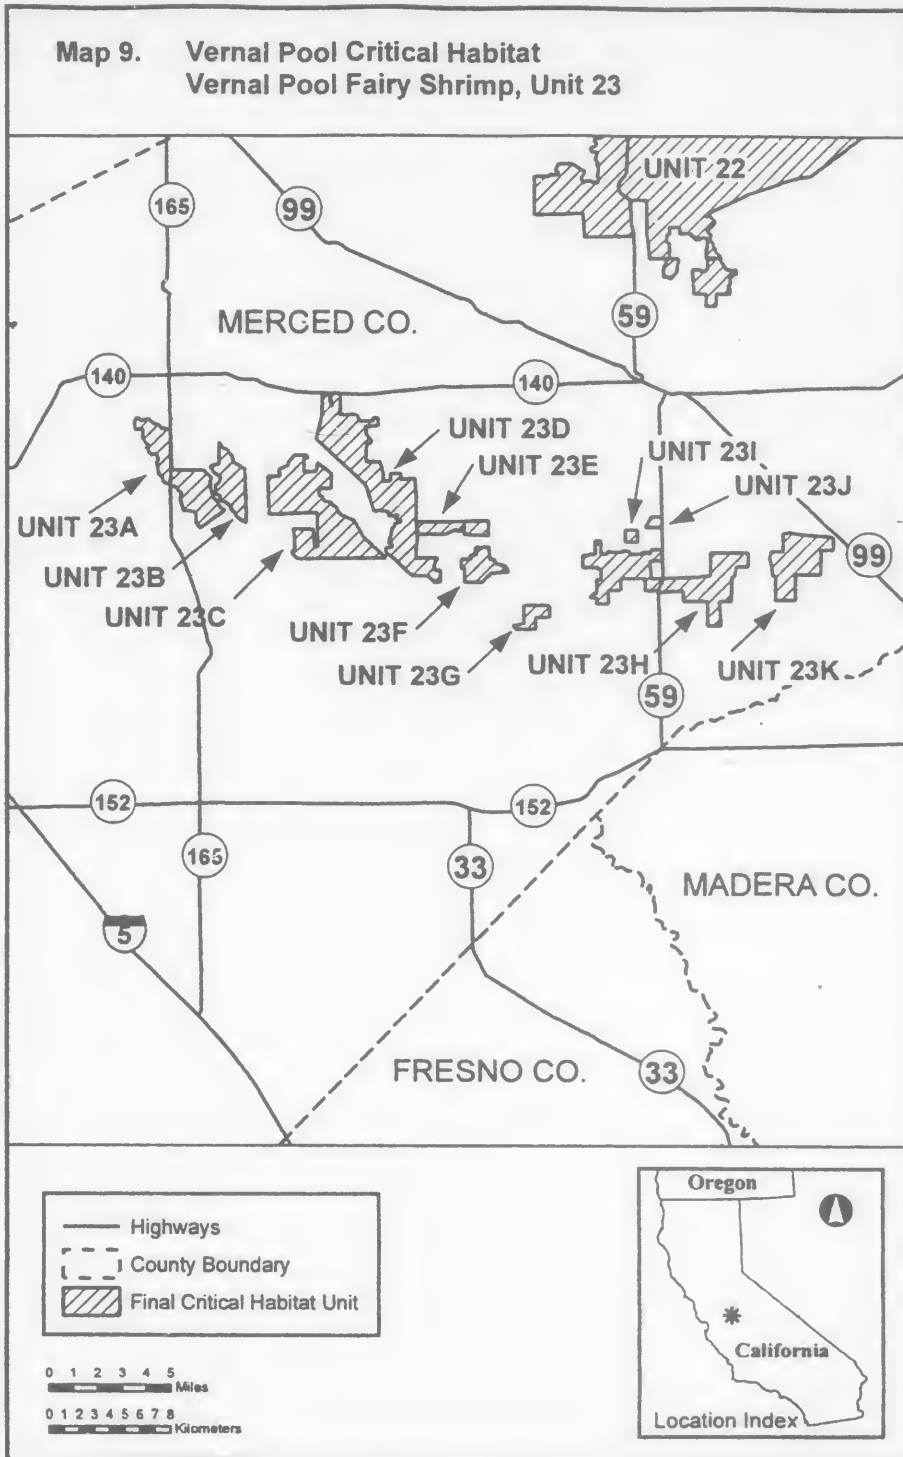 Map 9. Vernal Pool Critical Habitat
Vernal Pool Fairy Shrimp, Unit 23
UNIT 22
165
99
59
MERCED CO.
140
140
UNIT 23D
UNIT 23I
UNIT 23E
UNIT 23J
UNIT 23A
99
UNIT 23B
UNIT 23C
UNIT 23F
UNIT 23H
UNIT 23K
UNIT 23G
59
152
152
165
33
MADERA CO.
5
FRESNO CO.
33
Highways
County Boundary
Final Critical Habitat Unit
0 1 2 3 4 5
Miles
0 1 2 3 4 5 6 7 8
Kilometers
Oregon
California
Location Index